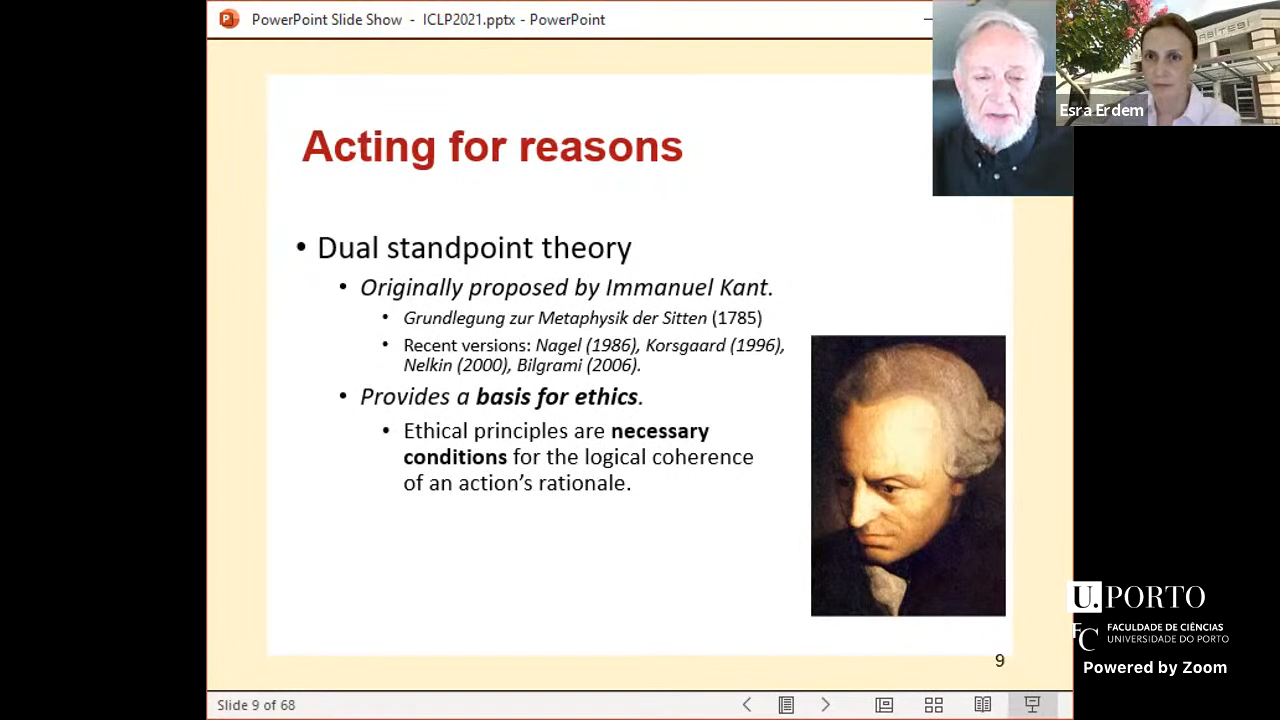 PowerPoint Slide Show - ICLP2021.pptx - PowerPoint
Esra Erdem
Acting for reasons
• Dual standpoint theory
• Originally proposed by Immanuel Kant.
• Grundlegung zur Metaphysik der Sitten (1785)
• Recent versions: Nagel (1986), Korsgaard (1996),
Nelkin (2000), Bilgrami (2006).
• Provides a basis for ethics.
• Ethical principles are necessary
conditions for the logical coherence
of an action’s rationale.
9
U.PORTO
FC FACULDADE DE CIÊNCIAS
UNIVERSIDADE DO PORTO
Powered by Zoom
Slide 9 of 68